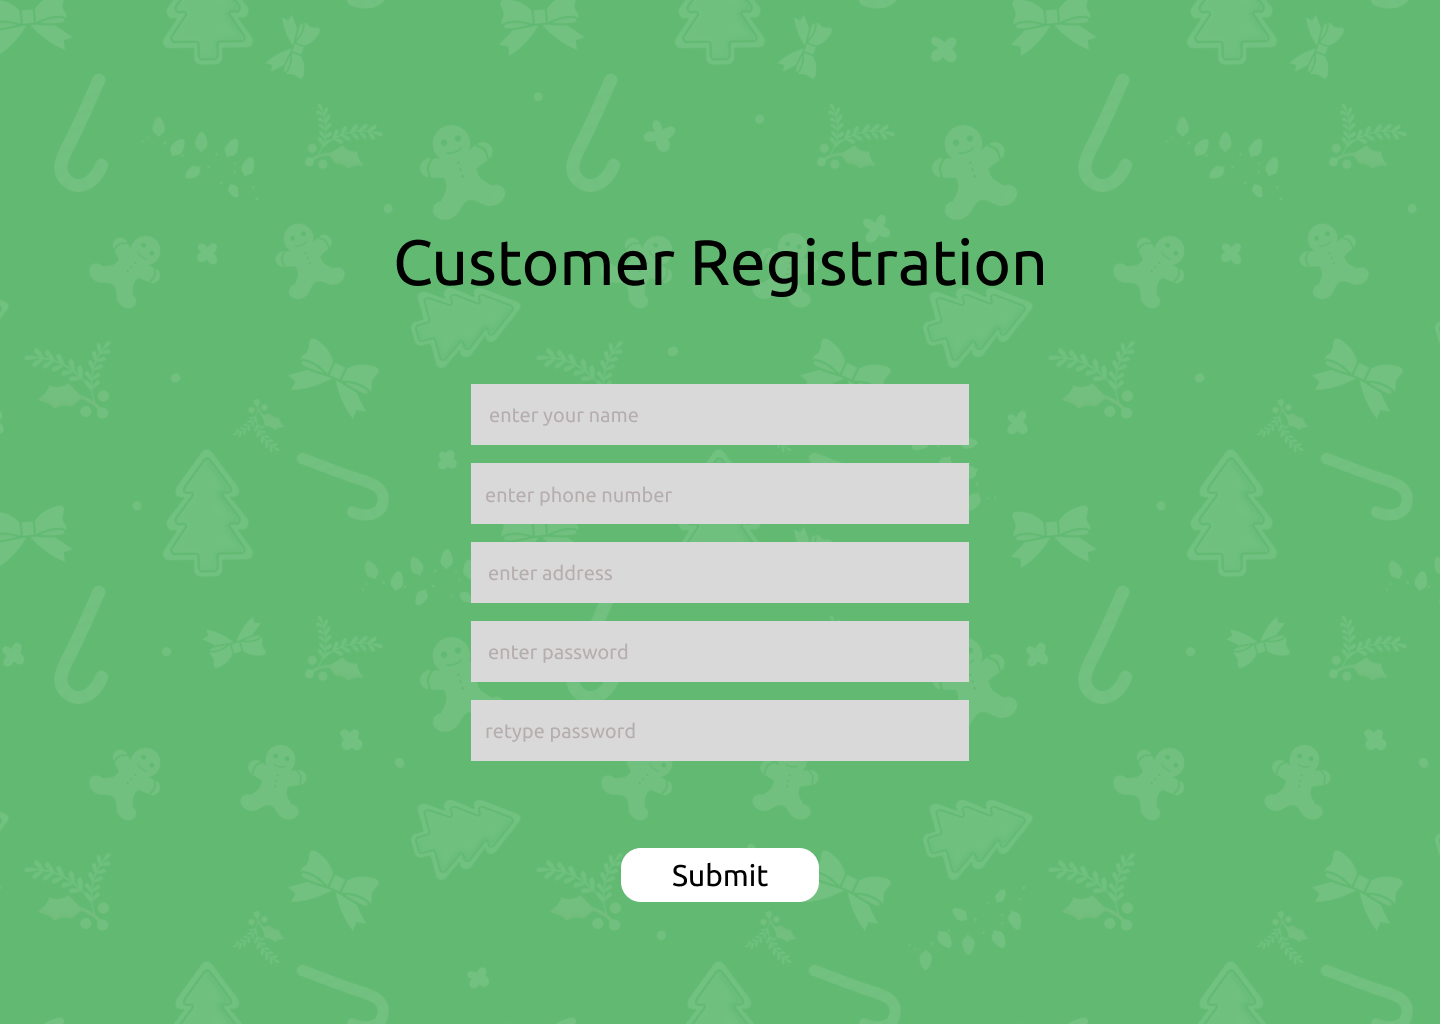 Customer Registration
enter your name
enter phone number
enter address
enter password
retype password
Submit